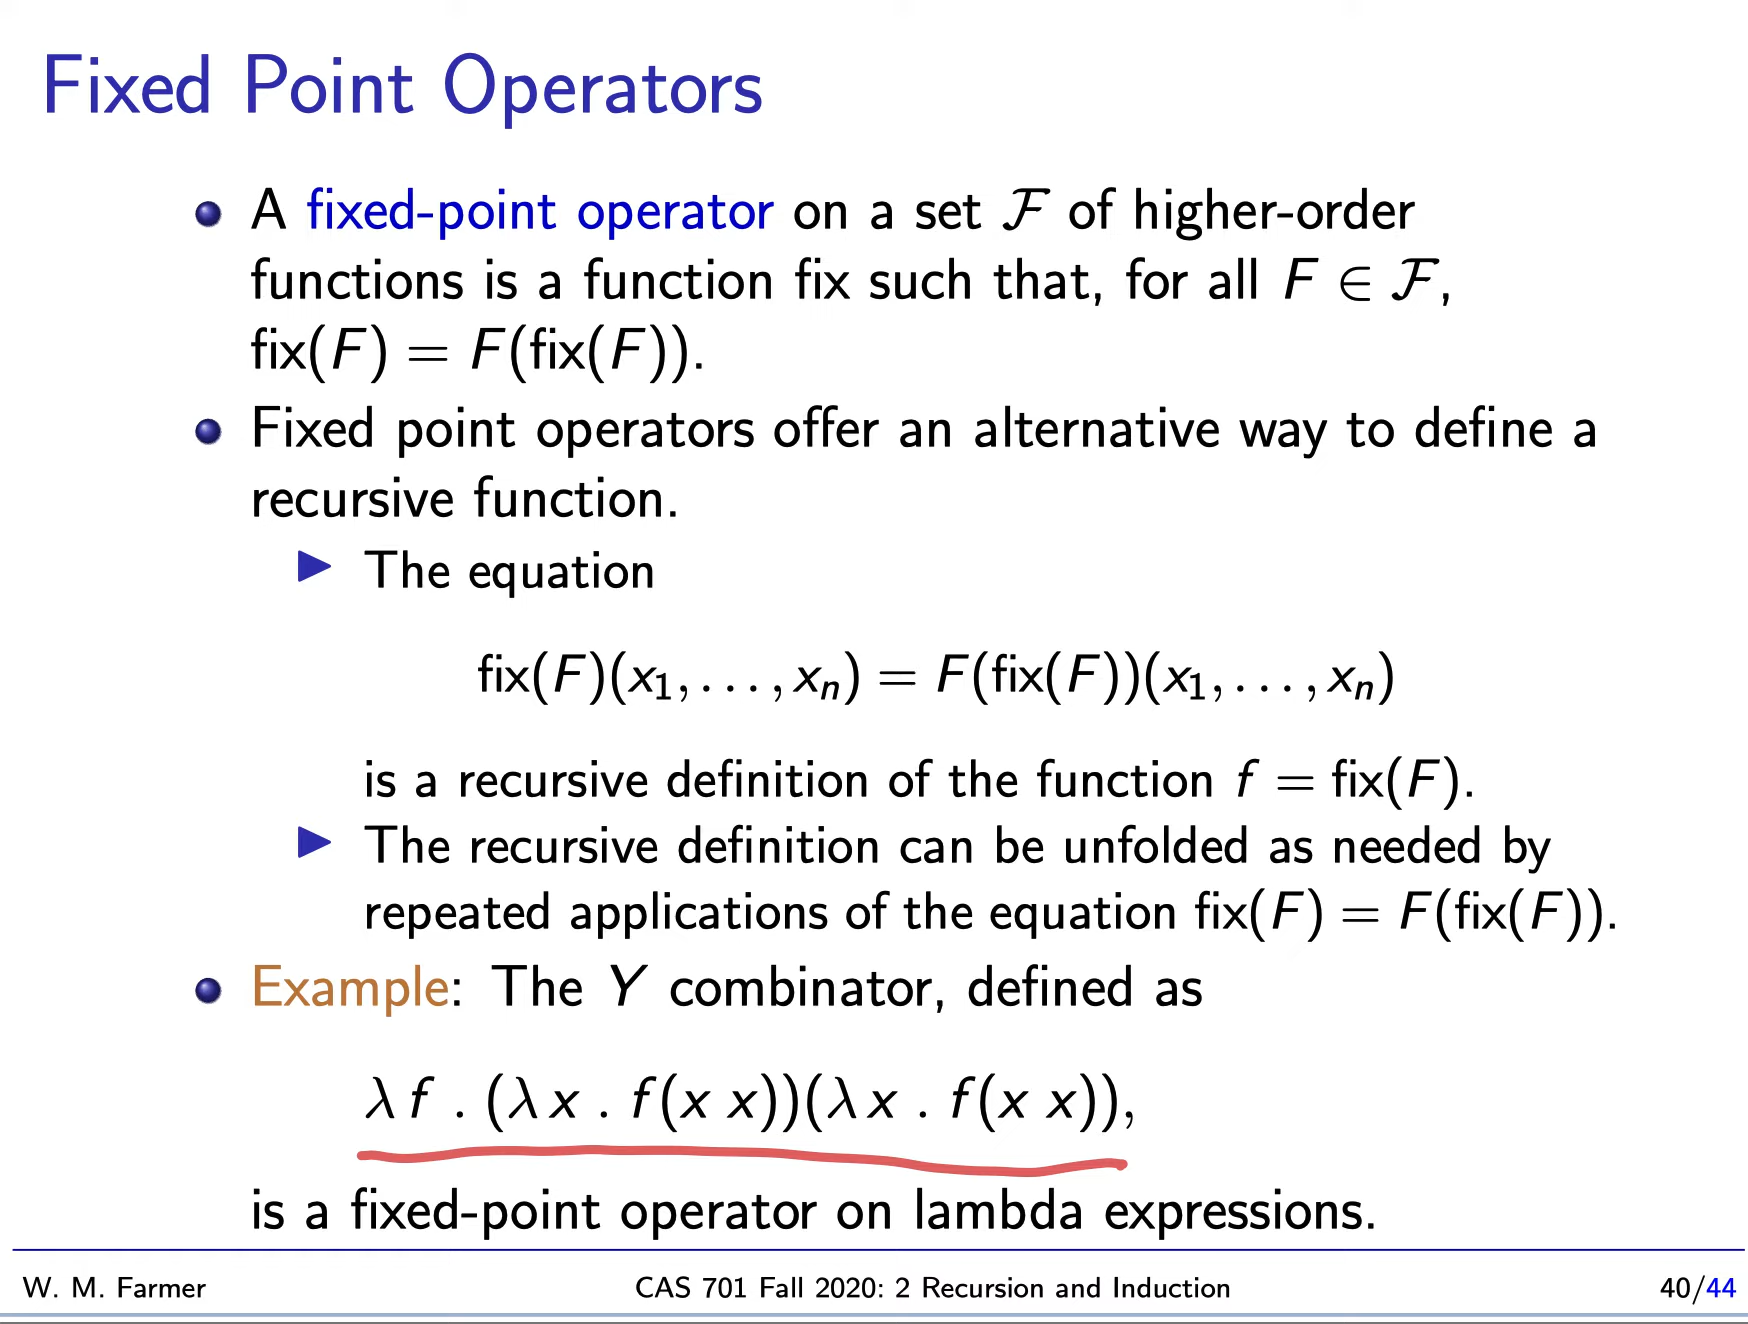 Fixed Point Operators
A fixed-point operator on a set ℱ of higher-order
functions is a function fix such that, for all F ∈ ℱ,
fix(F) = F(fix(F)).
Fixed point operators offer an alternative way to define a
recursive function.
The equation
fix(F)(x₁, . . . , xₙ) = F(fix(F))(x₁, . . . , xₙ)
is a recursive definition of the function f = fix(F).
The recursive definition can be unfolded as needed by
repeated applications of the equation fix(F) = F(fix(F)).
Example: The Y combinator, defined as
λ f . (λ x . f (x x))(λ x . f (x x)),
is a fixed-point operator on lambda expressions.
W. M. Farmer CAS 701 Fall 2020: 2 Recursion and Induction 40/44